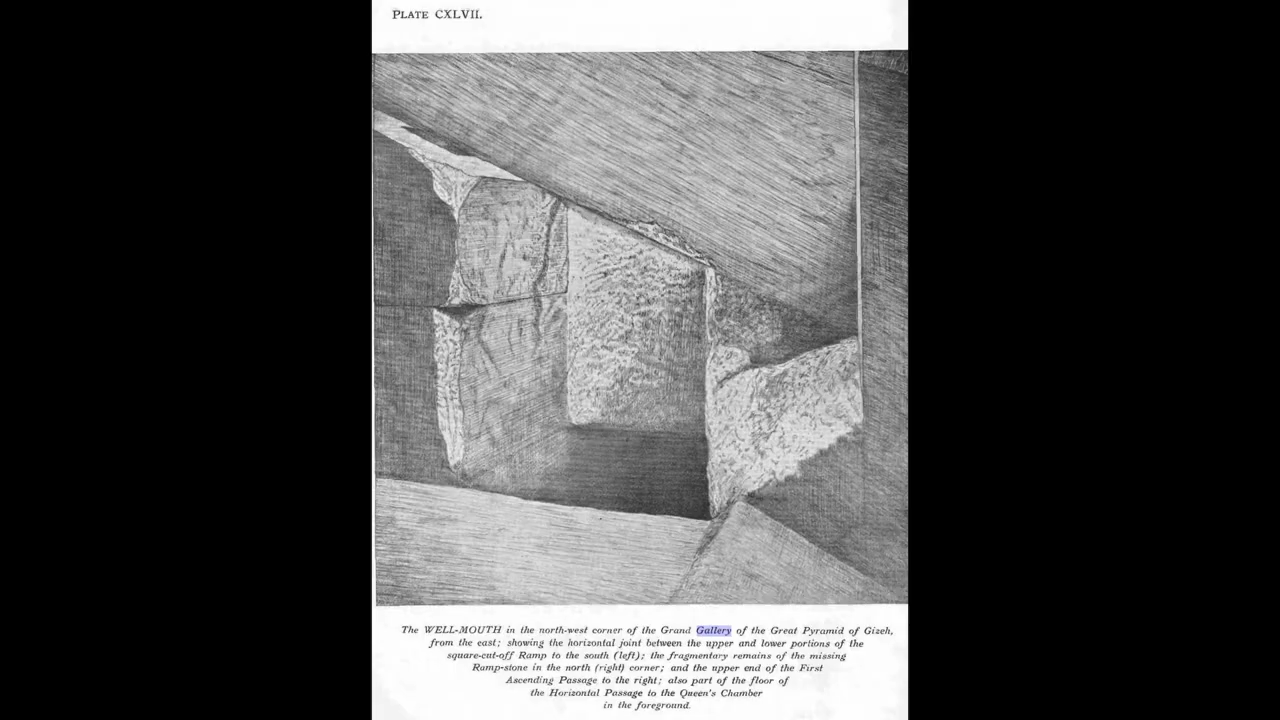 PLATE CXLVII.
The WELL-MOUTH in the north-west corner of the Grand Gallery of the Great Pyramid of Gizeh,
from the east; showing the horizontal joint between the upper and lower portions of the
square-cut-off Ramp to the south (left); the fragmentary remains of the missing
Ramp-stone in the north (right) corner; and the upper end of the First
Ascending Passage to the right; also part of the floor of
the Horizontal Passage to the Queen's Chamber
in the foreground.